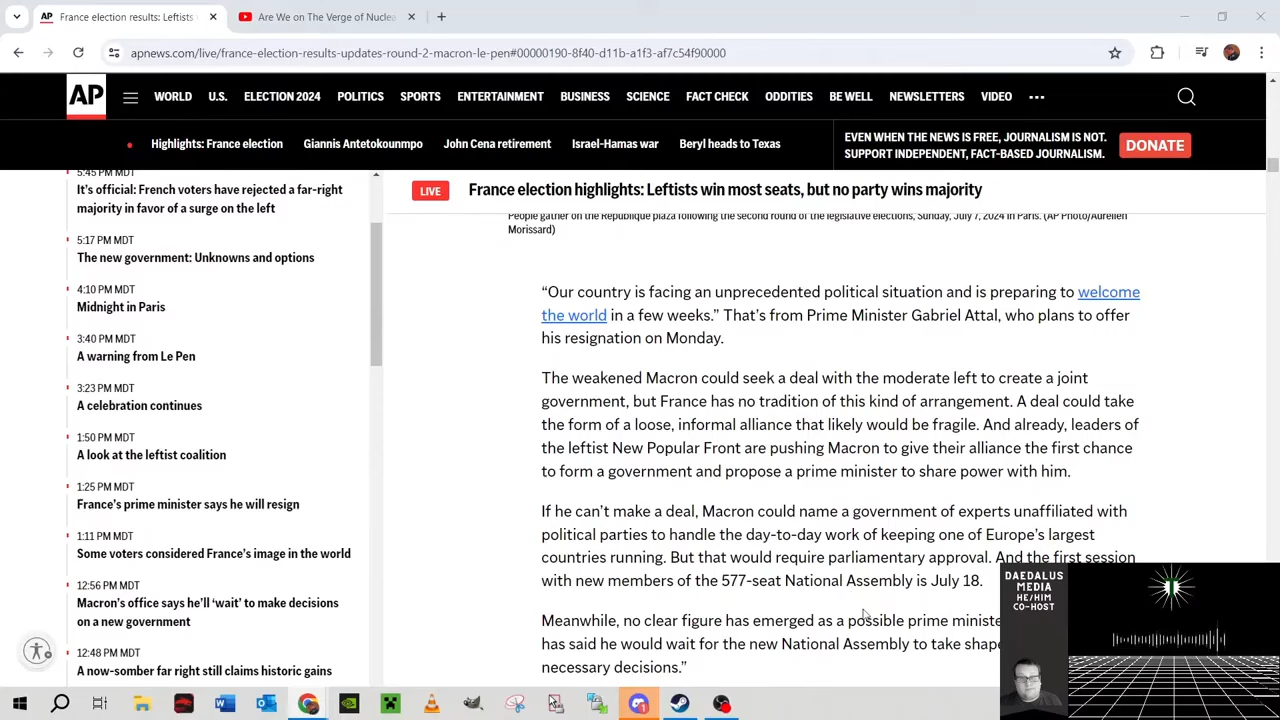 France election results: Leftists
Are We on The Verge of Nuclea
apnews.com/live/france-election-results-updates-round-2-macron-le-pen#00000190-8f40-d11b-a1f3-af7c54f90000
AP
WORLD
U.S.
ELECTION 2024
POLITICS
SPORTS
ENTERTAINMENT
BUSINESS
SCIENCE
FACT CHECK
ODDITIES
BE WELL
NEWSLETTERS
VIDEO
Highlights: France election
Giannis Antetokounmpo
John Cena retirement
Israel-Hamas war
Beryl heads to Texas
EVEN WHEN THE NEWS IS FREE, JOURNALISM IS NOT.
SUPPORT INDEPENDENT, FACT-BASED JOURNALISM.
DONATE
5:45 PM MDT
It's official: French voters have rejected a far-right
majority in favor of a surge on the left
5:17 PM MDT
The new government: Unknowns and options
4:10 PM MDT
Midnight in Paris
3:40 PM MDT
A warning from Le Pen
3:23 PM MDT
A celebration continues
1:50 PM MDT
A look at the leftist coalition
1:25 PM MDT
France's prime minister says he will resign
1:11 PM MDT
Some voters considered France's image in the world
12:56 PM MDT
Macron's office says he'll 'wait' to make decisions
on a new government
12:48 PM MDT
A now-somber far right still claims historic gains
LIVE
France election highlights: Leftists win most seats, but no party wins majority
People gather on the Republique plaza following the second round of the legislative elections, Sunday, July 7, 2024 in Paris. (AP Photo/Aurelien
Morissard)
“Our country is facing an unprecedented political situation and is preparing to welcome
the world in a few weeks.” That's from Prime Minister Gabriel Attal, who plans to offer
his resignation on Monday.
The weakened Macron could seek a deal with the moderate left to create a joint
government, but France has no tradition of this kind of arrangement. A deal could take
the form of a loose, informal alliance that likely would be fragile. And already, leaders of
the leftist New Popular Front are pushing Macron to give their alliance the first chance
to form a government and propose a prime minister to share power with him.
If he can't make a deal, Macron could name a government of experts unaffiliated with
political parties to handle the day-to-day work of keeping one of Europe's largest
countries running. But that would require parliamentary approval. And the first session
with new members of the 577-seat National Assembly is July 18.
Meanwhile, no clear figure has emerged as a possible prime ministe
has said he would wait for the new National Assembly to take shape
necessary decisions.”
DAEDALUS
MEDIA
HE/HIM
CO-HOST